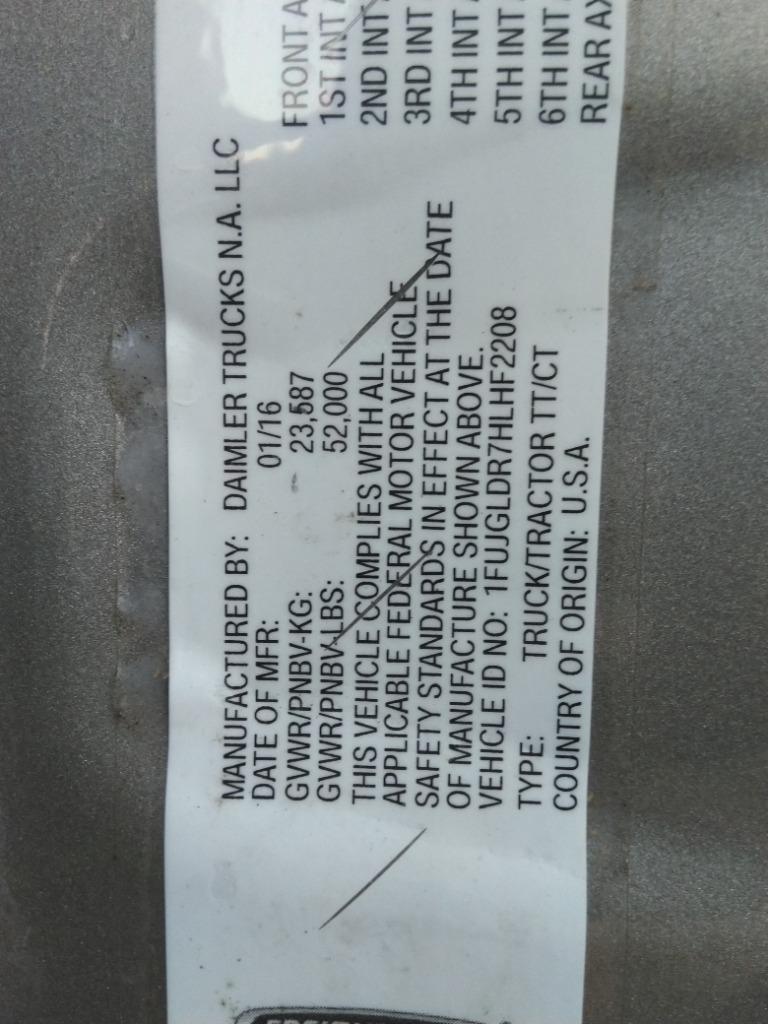 MANUFACTURED BY: DAIMLER TRUCKS N.A. LLC
DATE OF MFR: 01/16
GVWR/PNBV-KG: 23,587
GVWR/PNBV-LBS: 52,000
THIS VEHICLE COMPLIES WITH ALL
APPLICABLE FEDERAL MOTOR VEHICLE
SAFETY STANDARDS IN EFFECT AT THE DATE
OF MANUFACTURE SHOWN ABOVE.
VEHICLE ID NO: 1FUJGLDR7HLHF2208
TYPE: TRUCK/TRACTOR TT/CT
COUNTRY OF ORIGIN: U.S.A.
FRONT A
1ST INT A
2ND INT
3RD INT
4TH INT A
5TH INT
6TH INT
REAR AX